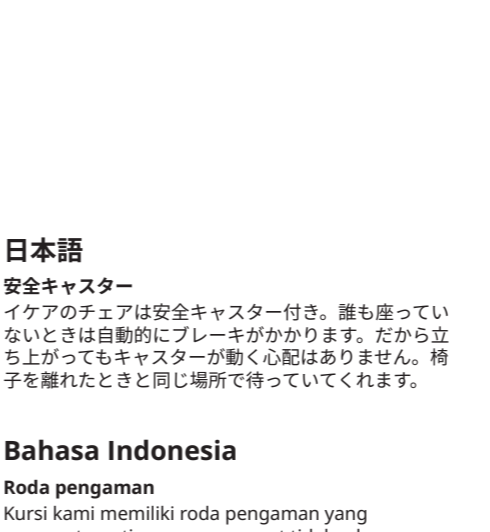 日本語
安全キャスター
イケアのチェアは安全キャスター付き。誰も座ってい
ないときは自動的にブレーキがかかります。だから立
ち上がってもキャスターが動く心配はありません。椅
子を離れたときと同じ場所で待っていてくれます。
Bahasa Indonesia
Roda pengaman
Kursi kami memiliki roda pengaman yang